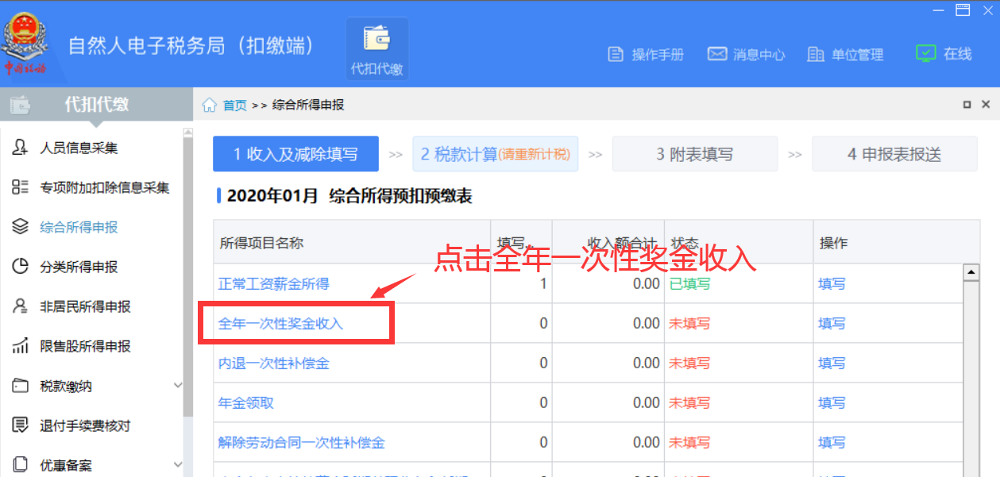 自然人电子税务局（扣缴端）
代扣代缴
操作手册
消息中心
单位管理
在线
中国税务
代扣代缴
首页 >> 综合所得申报
人员信息采集
专项附加扣除信息采集
综合所得申报
分类所得申报
非居民所得申报
限售股所得申报
税款缴纳
退付手续费核对
优惠备案
1 收入及减除填写 >> 2 税款计算(请重新计税) >> 3 附表填写 >> 4 申报表报送
2020年01月 综合所得预扣预缴表
所得项目名称 填写... 收入额合计 状态 操作
点击全年一次性奖金收入
正常工资薪金所得 1 0.00 已填写 填写
全年一次性奖金收入 0 0.00 未填写 填写
内退一次性补偿金 0 0.00 未填写 填写
年金领取 0 0.00 未填写 填写
解除劳动合同一次性补偿金 0 0.00 未填写 填写